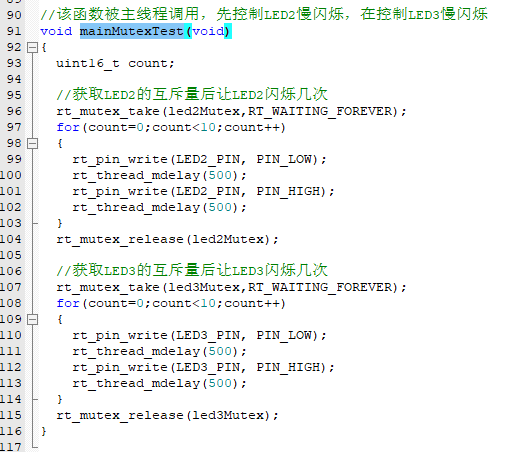 90 //该函数被主线程调用，先控制LED2慢闪烁，在控制LED3慢闪烁
91 void mainMutexTest(void)
92 {
93 uint16_t count;
94
95 //获取LED2的互斥量后让LED2闪烁几次
96 rt_mutex_take(led2Mutex,RT_WAITING_FOREVER);
97 for(count=0;count<10;count++)
98 {
99 rt_pin_write(LED2_PIN, PIN_LOW);
100 rt_thread_mdelay(500);
101 rt_pin_write(LED2_PIN, PIN_HIGH);
102 rt_thread_mdelay(500);
103 }
104 rt_mutex_release(led2Mutex);
105
106 //获取LED3的互斥量后让LED3闪烁几次
107 rt_mutex_take(led3Mutex,RT_WAITING_FOREVER);
108 for(count=0;count<10;count++)
109 {
110 rt_pin_write(LED3_PIN, PIN_LOW);
111 rt_thread_mdelay(500);
112 rt_pin_write(LED3_PIN, PIN_HIGH);
113 rt_thread_mdelay(500);
114 }
115 rt_mutex_release(led3Mutex);
116 }
117